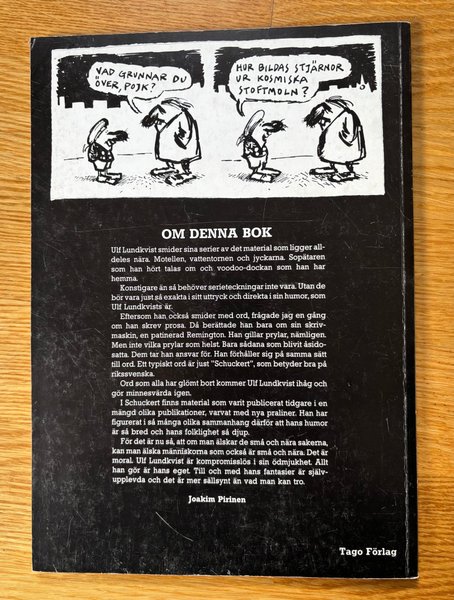 VAD GRUNNAR DU
ÖVER, POJK?
HUR BILDAS STJÄRNOR
UR KOSMISKA
STOFTMOLN?
OM DENNA BOK
Ulf Lundkvist smider sina serier av det material som ligger all-
deles nära. Motellen, vattentornen och jyckarna. Sopätaren
som han hört talas om och voodoo-dockan som han har
hemma.
Konstigare än så behöver serieteckningar inte vara. Utan de
bör vara just så exakta i sitt uttryck och direkta i sin humor, som
Ulf Lundkvists är.
Eftersom han också smider med ord, frågade jag en gång
om han skrev prosa. Då berättade han bara om sin skriv-
maskin, en patinerad Remington. Han gillar prylar, nämligen.
Men inte vilka prylar som helst. Bara sådana som blivit åsido-
satta. Dem tar han ansvar för. Han förhåller sig på samma sätt
till ord. Ett typiskt ord är just "Schuckert", som betyder bra på
rikssvenska.
Ord som alla har glömt bort kommer Ulf Lundkvist ihåg och
gör minnesvärda igen.
I Schuckert finns material som varit publicerat tidigare i en
mängd olika publikationer, varvat med nya praliner. Han har
figurerat i så många olika sammanhang därför att hans humor
är så bred och hans folklighet så djup.
För det är nu så, att om man älskar de små och nära sakerna,
kan man älska människorna som också är små och nära. Det är
moral. Ulf Lundkvist är kompromisslös i sin ödmjukhet. Allt
han gör är hans eget. Till och med hans fantasier är själv-
upplevda och det är mer sällsynt än vad man kan tro.
Joakim Pirinen
Tago Förlag